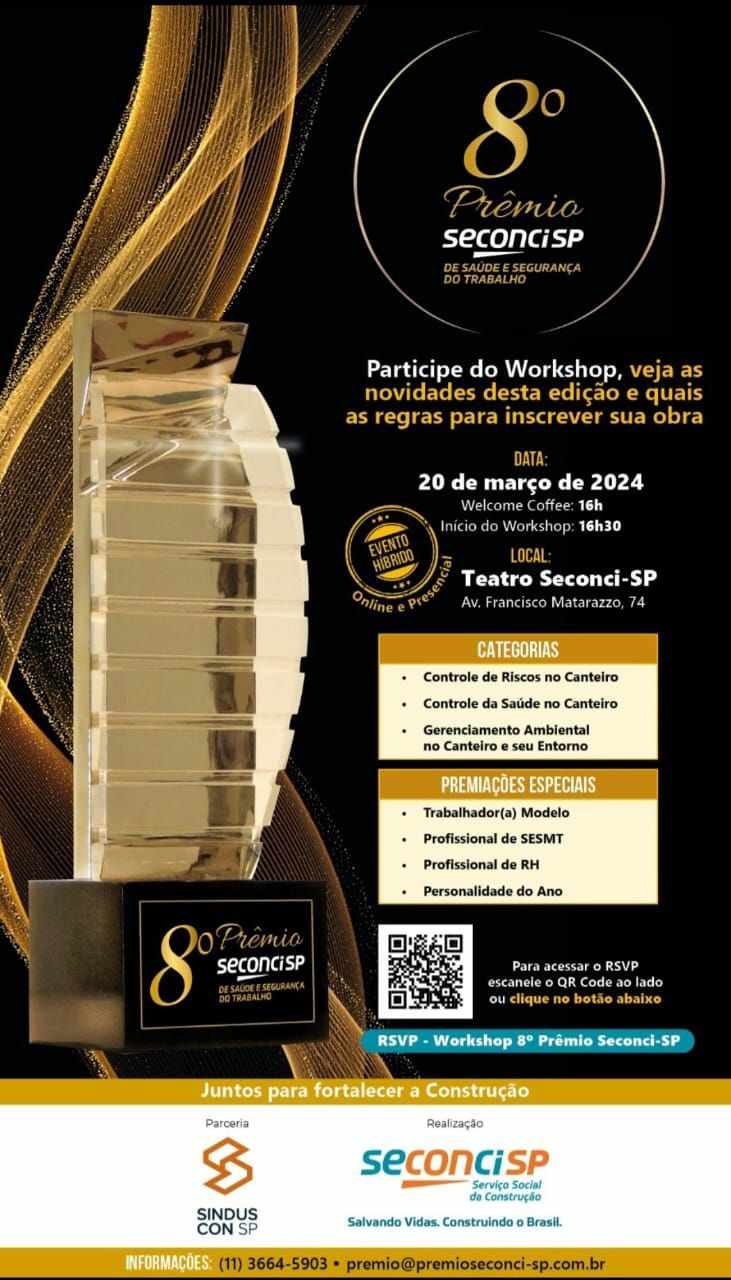 8º
Prêmio
seconciSP
DE SAÚDE E SEGURANÇA
DO TRABALHO
Participe do Workshop, veja as
novidades desta edição e quais
as regras para inscrever sua obra
DATA:
20 de março de 2024
Welcome Coffee: 16h
Início do Workshop: 16h30
EVENTO
HÍBRIDO
Online e Presencial
LOCAL:
Teatro Seconci-SP
Av. Francisco Matarazzo, 74
CATEGORIAS
• Controle de Riscos no Canteiro
• Controle da Saúde no Canteiro
• Gerenciamento Ambiental
no Canteiro e seu Entorno
PREMIAÇÕES ESPECIAIS
• Trabalhador(a) Modelo
• Profissional de SESMT
• Profissional de RH
• Personalidade do Ano
8º Prêmio
seconciSP
DE SAÚDE E SEGURANÇA
DO TRABALHO
Para acessar o RSVP
escanele o QR Code ao lado
ou clique no botão abaixo
RSVP - Workshop 8º Prêmio Seconci-SP
Juntos para fortalecer a Construção
Parceria
SINDUS
CON SP
Realização
seconciSP
Serviço Social
da Construção
Salvando Vidas. Construindo o Brasil.
INFORMAÇÕES: (11) 3664-5903 • premio@premioseconci-sp.com.br